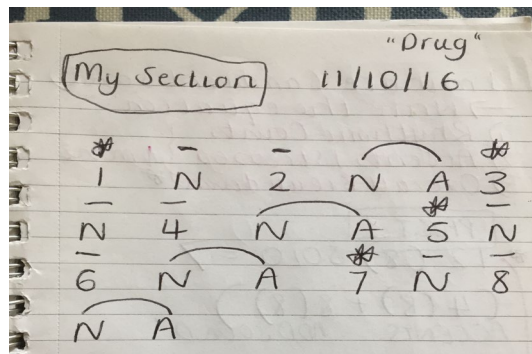 "Drug"
My Section 11/10/16
* - - *
1 N 2 N A 3
- - * -
N 4 N A 5 N
- * - -
6 N A 7 N 8
N A